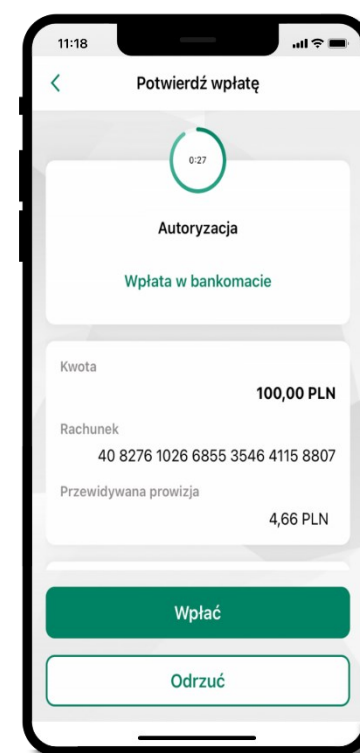 11:18
Potwierdź wpłatę
0:27
Autoryzacja
Wpłata w bankomacie
Kwota
100,00 PLN
Rachunek
40 8276 1026 6855 3546 4115 8807
Przewidywana prowizja
4,66 PLN
Wpłać
Odrzuć